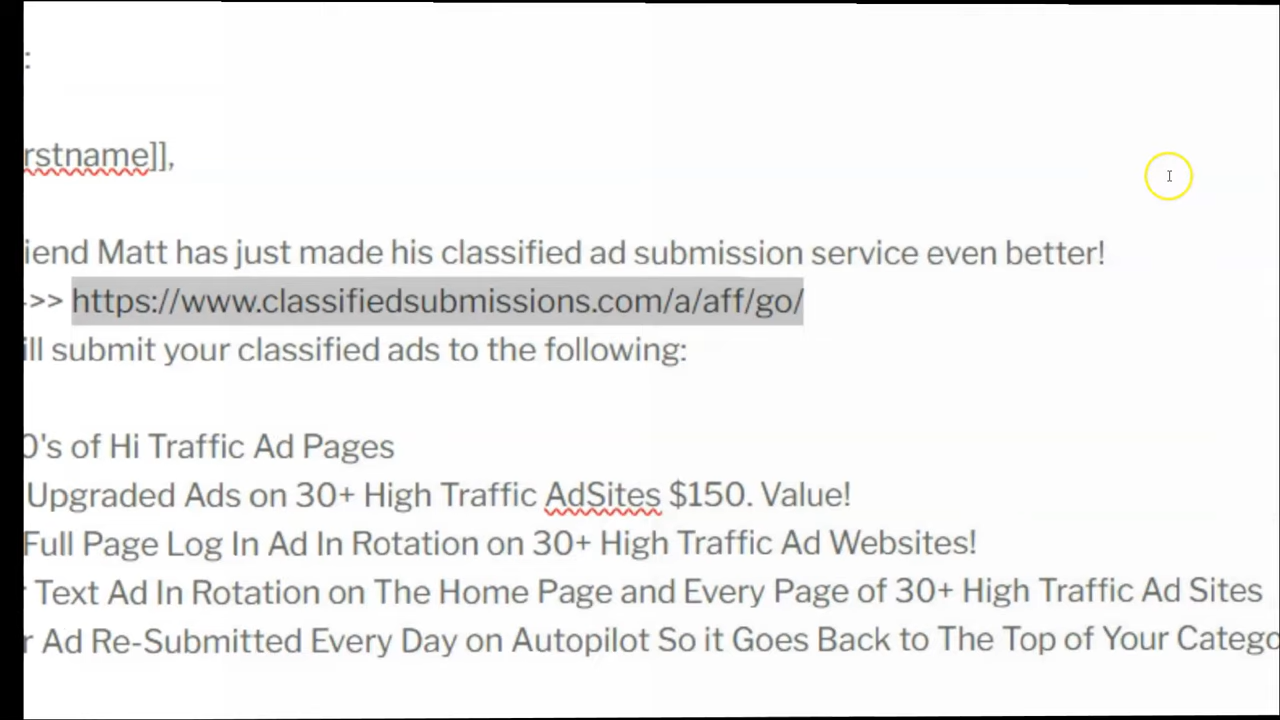 :
rstname]],
iend Matt has just made his classified ad submission service even better!
>> https://www.classifiedsubmissions.com/a/aff/go/
ill submit your classified ads to the following:
0's of Hi Traffic Ad Pages
Upgraded Ads on 30+ High Traffic AdSites $150. Value!
Full Page Log In Ad In Rotation on 30+ High Traffic Ad Websites!
Text Ad In Rotation on The Home Page and Every Page of 30+ High Traffic Ad Sites
r Ad Re-Submitted Every Day on Autopilot So it Goes Back to The Top of Your Catego